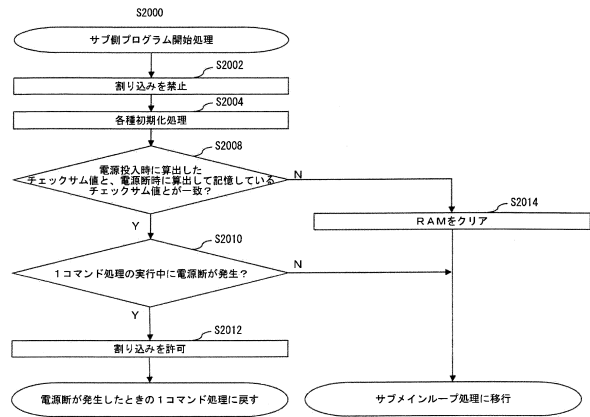 S2000
サブ側プログラム開始処理
S2002
割り込みを禁止
S2004
各種初期化処理
S2008
電源投入時に算出した
チェックサム値と、電源断時に算出して記憶している
チェックサム値とが一致?
N
Y
S2014
RAMをクリア
S2010
1コマンド処理の実行中に電源断が発生?
N
Y
S2012
割り込みを許可
電源断が発生したときの1コマンド処理に戻す
サブメインループ処理に移行